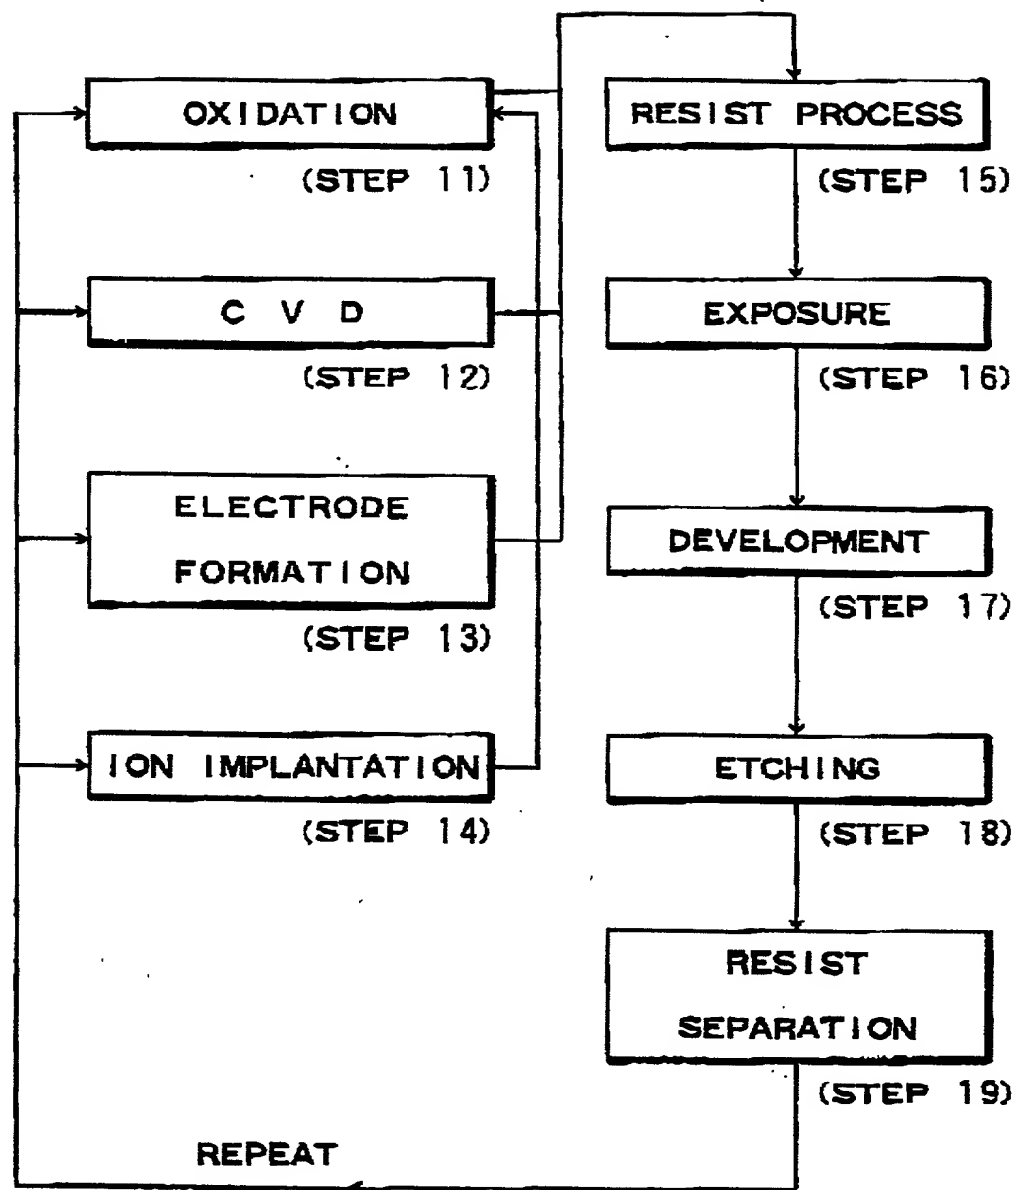 OXIDATION
(STEP 11)
C V D
(STEP 12)
ELECTRODE
FORMATION
(STEP 13)
ION IMPLANTATION
(STEP 14)
RESIST PROCESS
(STEP 15)
EXPOSURE
(STEP 16)
DEVELOPMENT
(STEP 17)
ETCHING
(STEP 18)
RESIST
SEPARATION
(STEP 19)
REPEAT